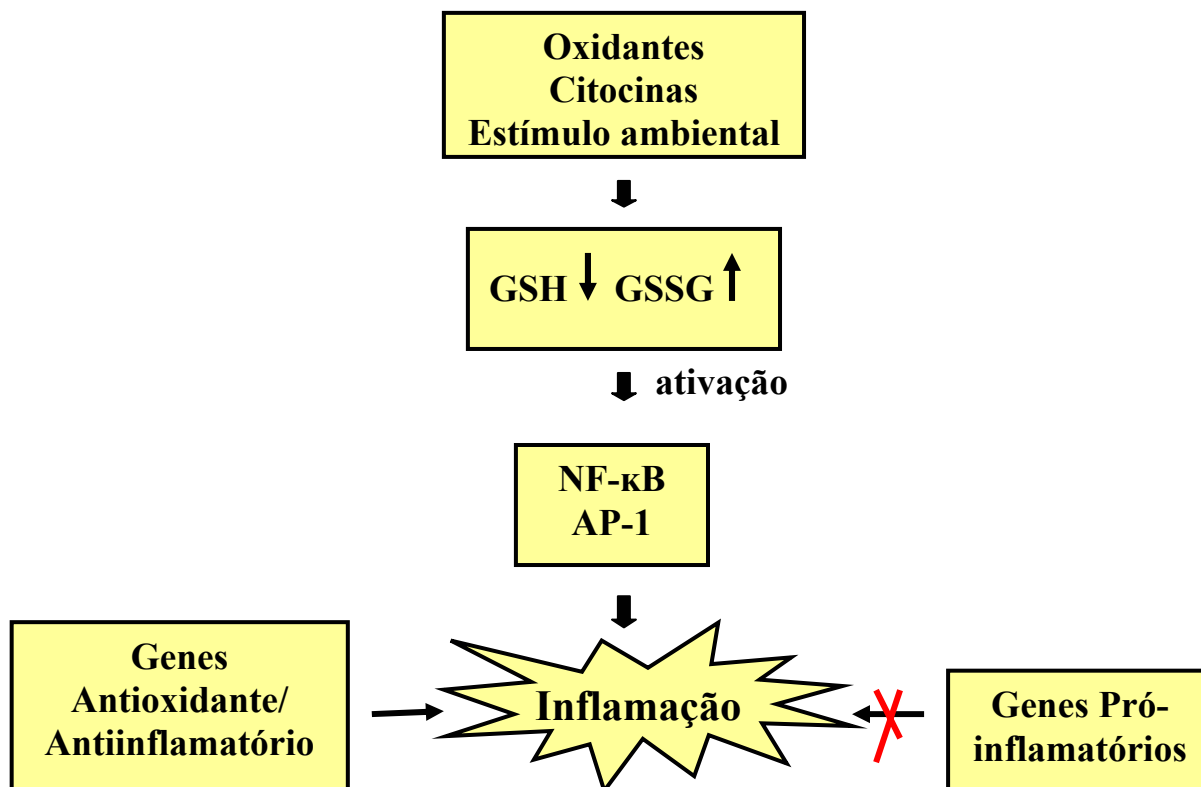 Oxidantes
Citocinas
Estímulo ambiental
GSH GSSG
ativação
NF-κB
AP-1
Genes
Antioxidante/
Antiinflamatório
Inflamação
Genes Pró-
inflamatórios